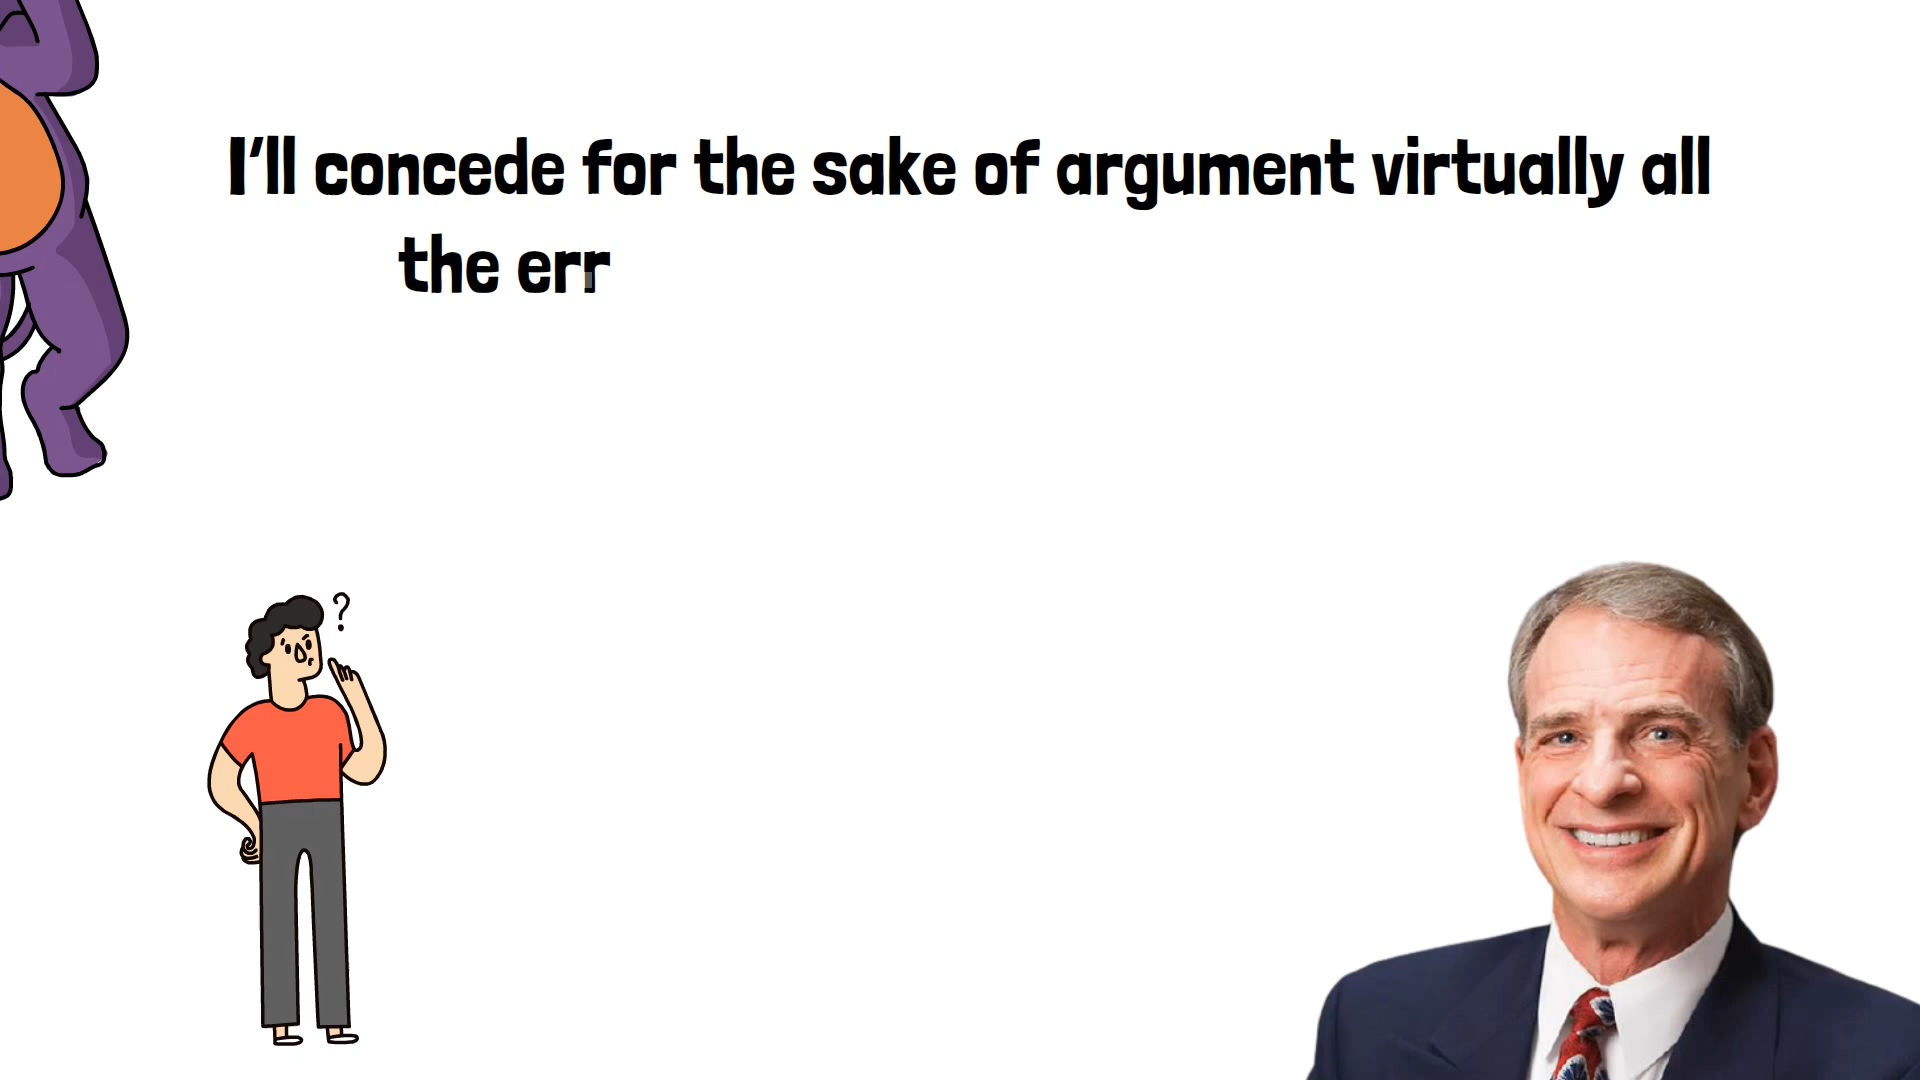 I’ll concede for the sake of argument virtually all
the err
?